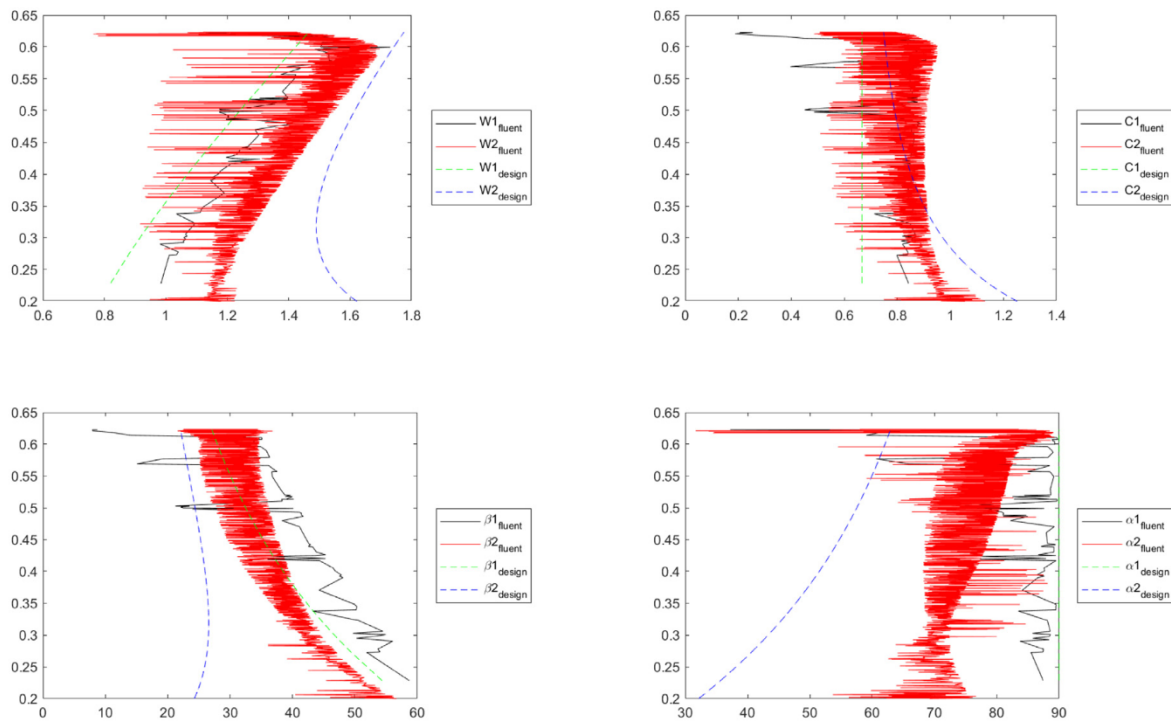 0.65
0.6
0.55
0.5
0.45
0.4
0.35
0.3
0.25
0.2
0.6 0.8 1 1.2 1.4 1.6 1.8
W1fluent
W2fluent
W1design
W2design
0.65
0.6
0.55
0.5
0.45
0.4
0.35
0.3
0.25
0.2
0 0.2 0.4 0.6 0.8 1 1.2 1.4
C1fluent
C2fluent
C1design
C2design
0.65
0.6
0.55
0.5
0.45
0.4
0.35
0.3
0.25
0.2
0 10 20 30 40 50 60
β1fluent
β2fluent
β1design
β2design
0.65
0.6
0.55
0.5
0.45
0.4
0.35
0.3
0.25
0.2
30 40 50 60 70 80 90
α1fluent
α2fluent
α1design
α2design